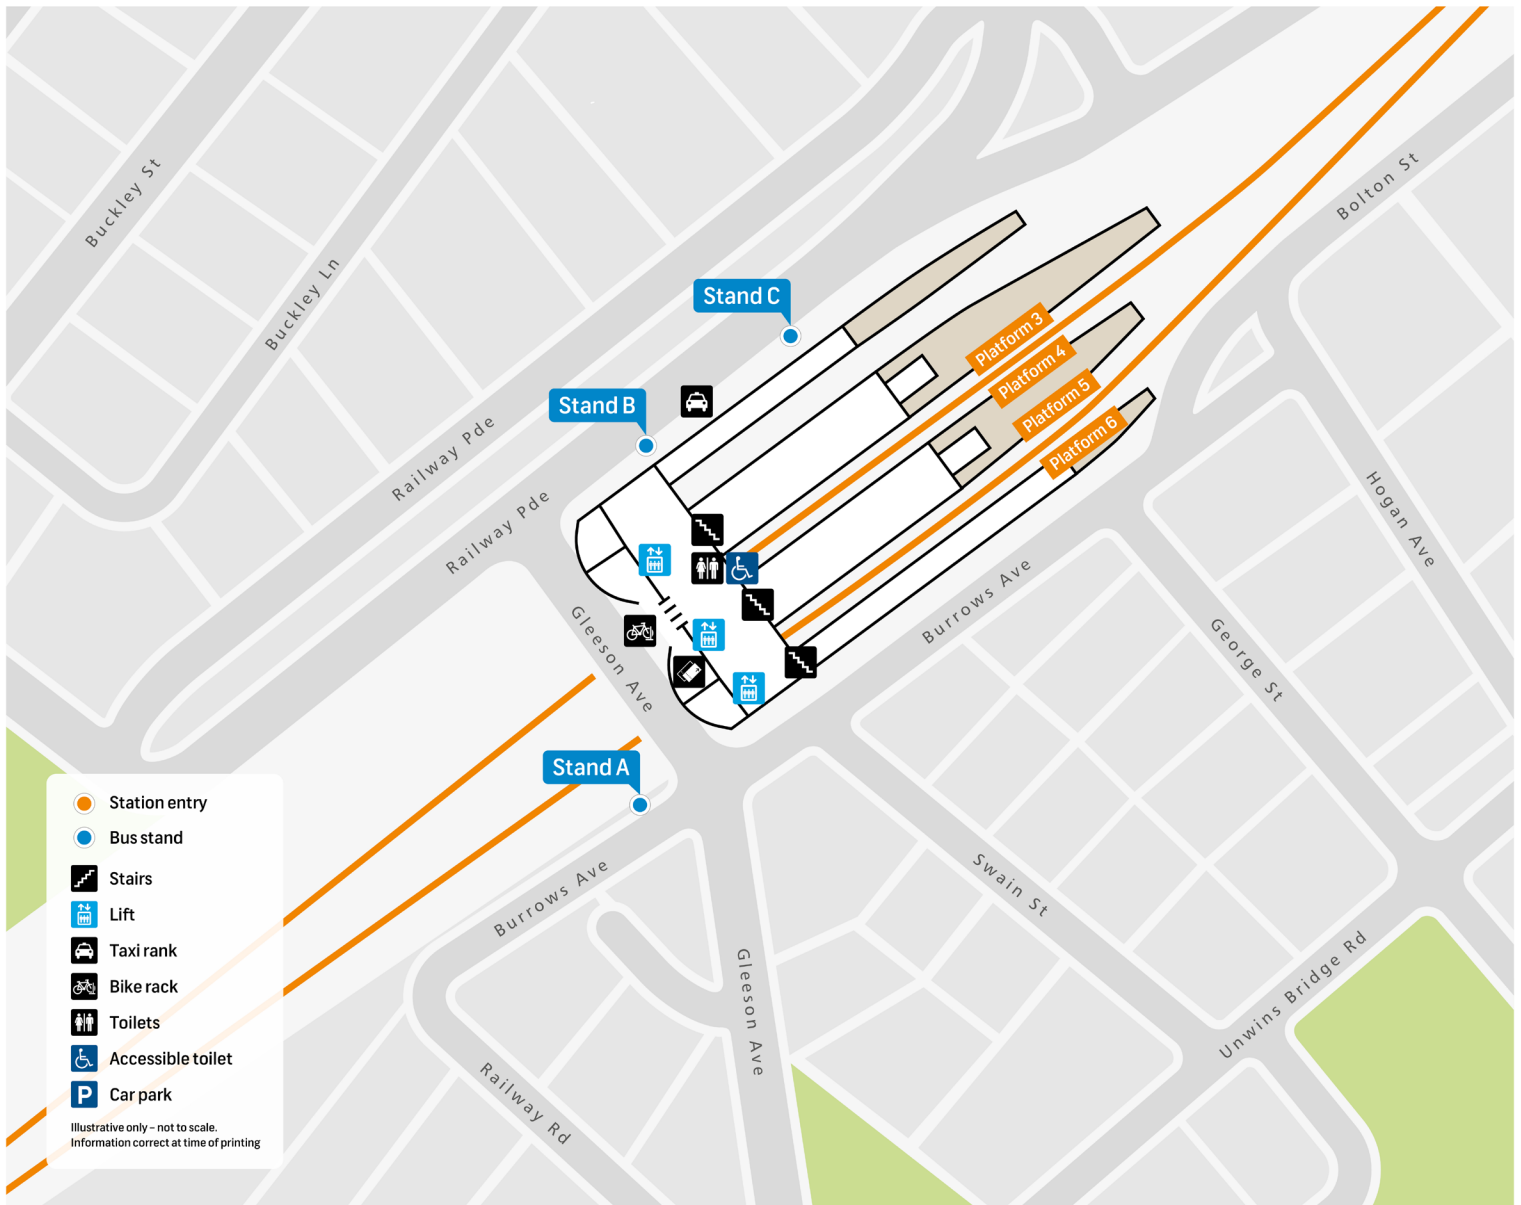 Buckley St
Buckley Ln
Bolton St
Stand C
Platform 3
Platform 4
Platform 5
Platform 6
Stand B
Railway Pde
Railway Pde
Hogan Ave
Burrows Ave
Gleeson Ave
George St
Stand A
Burrows Ave
Swain St
Gleeson Ave
Unwins Bridge Rd
Railway Rd
Station entry
Bus stand
Stairs
Lift
Taxi rank
Bike rack
Toilets
Accessible toilet
P Car park
Illustrative only – not to scale.
Information correct at time of printing